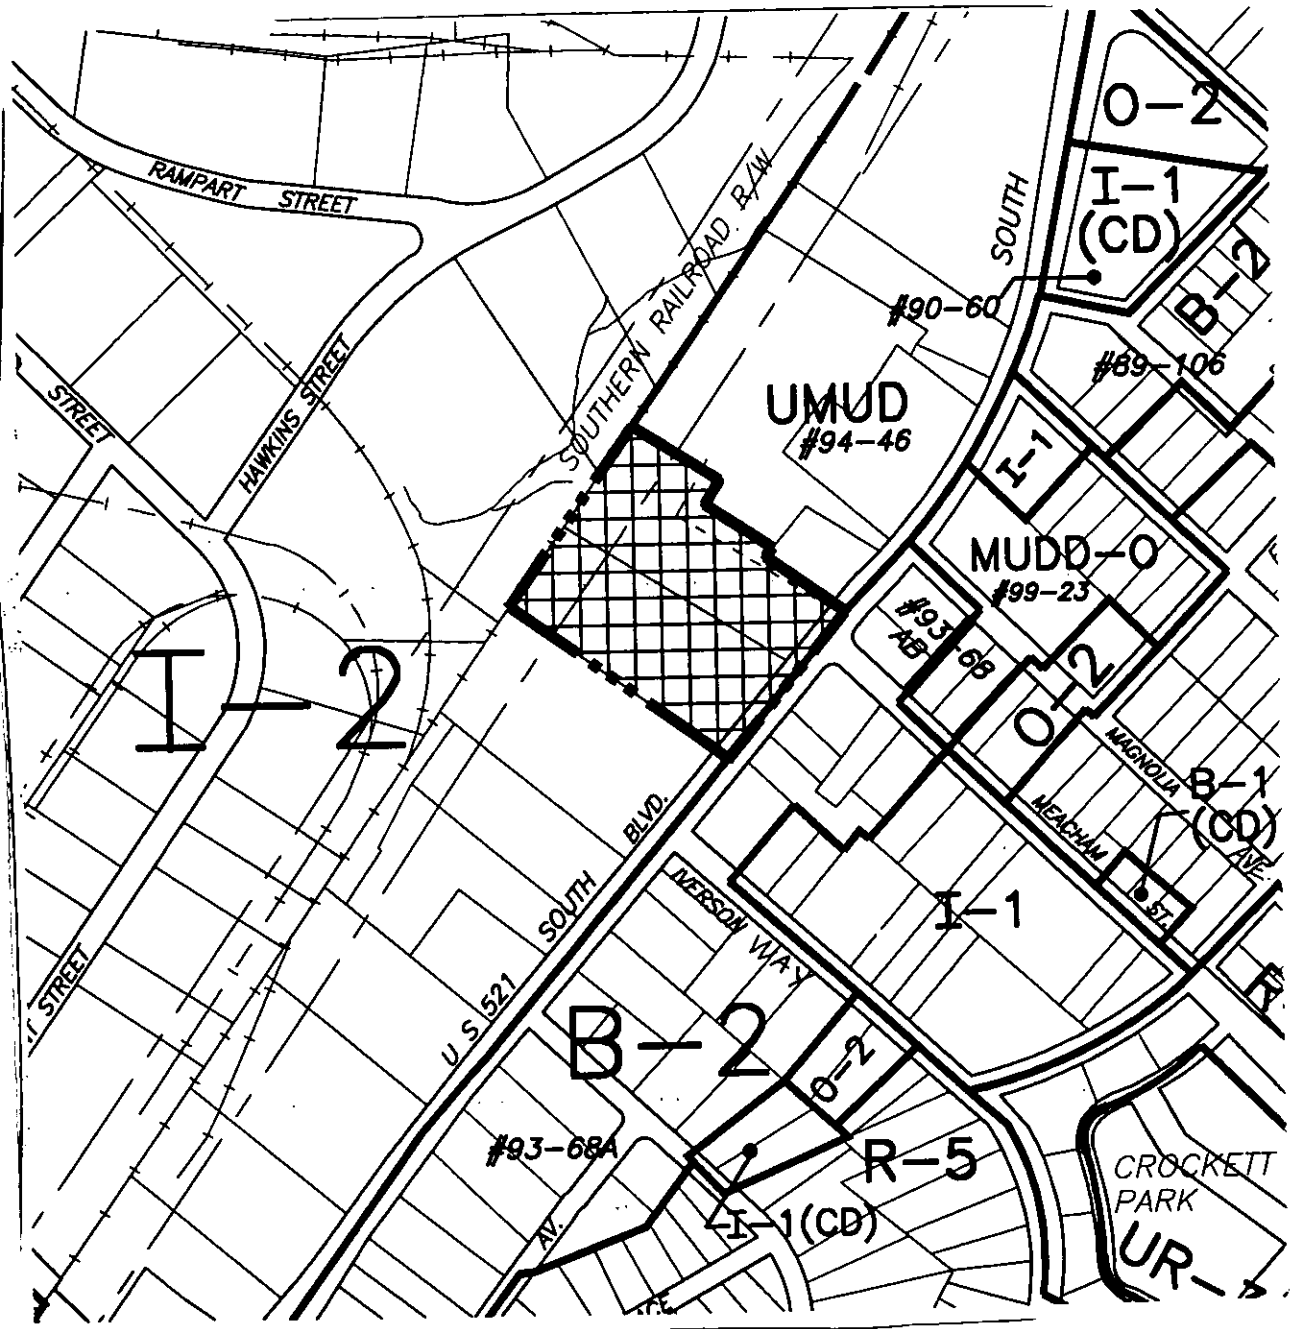 O-2
I-1
(CD)
B-2
SOUTH
#90-60
#89-106
RAMPART STREET
SOUTHERN RAILROAD R/W
HAWKINS STREET
STREET
UMUD
#94-46
I-1
MUDD-O
#99-23
#93-68
AB
O-2
I-2
MAGNOLIA
AVE.
B-1
(CD)
MEACHAM
ST.
SOUTH BLVD.
U S 521
IVERSON WAY
I-1
STREET
B-2
O-2
#93-68A
R-5
I-1(CD)
AV.
CROCKETT
PARK
UR-